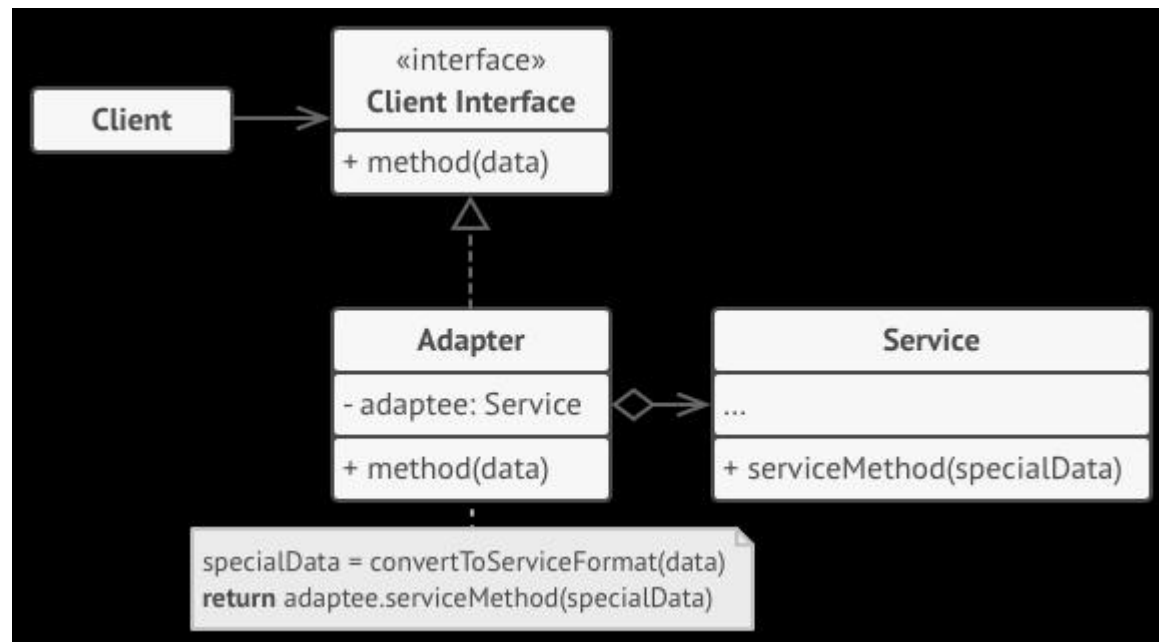 Client
«interface»
Client Interface
+ method(data)
Adapter
- adaptee: Service
+ method(data)
Service
...
+ serviceMethod(specialData)
specialData = convertToServiceFormat(data)
return adaptee.serviceMethod(specialData)